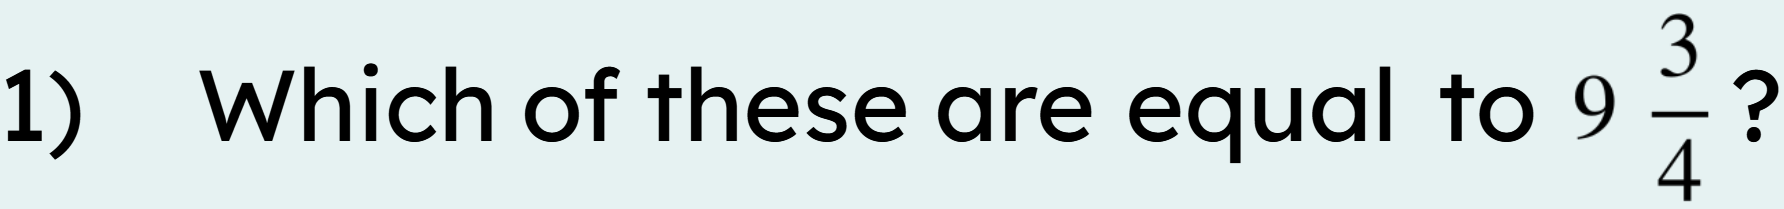 1) Which of these are equal to 9 3/4 ?